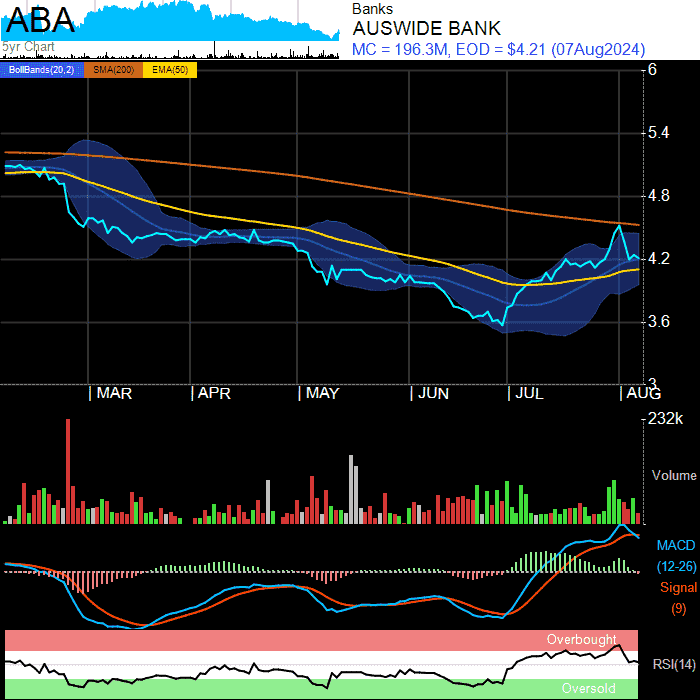 ABA
5yr Chart
Banks
AUSWIDE BANK
MC = 196.3M, EOD = $4.21 (07Aug2024)
BollBands(20,2) SMA(200) EMA(50)
6
5.4
4.8
4.2
3.6
3
MAR APR MAY JUN JUL AUG
232k
Volume
MACD
(12-26)
Signal
(9)
Overbought
RSI(14)
Oversold